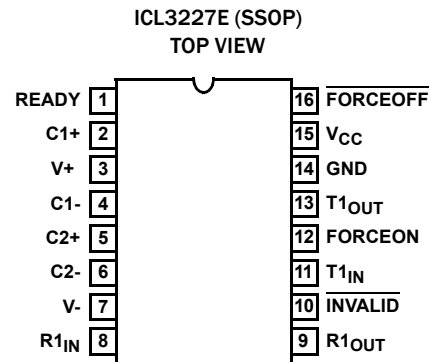 ICL3227E (SSOP)
TOP VIEW
READY 1 16 FORCEOFF
C1+ 2 15 VCC
V+ 3 14 GND
C1- 4 13 T1OUT
C2+ 5 12 FORCEON
C2- 6 11 T1IN
V- 7 10 INVALID
R1IN 8 9 R1OUT